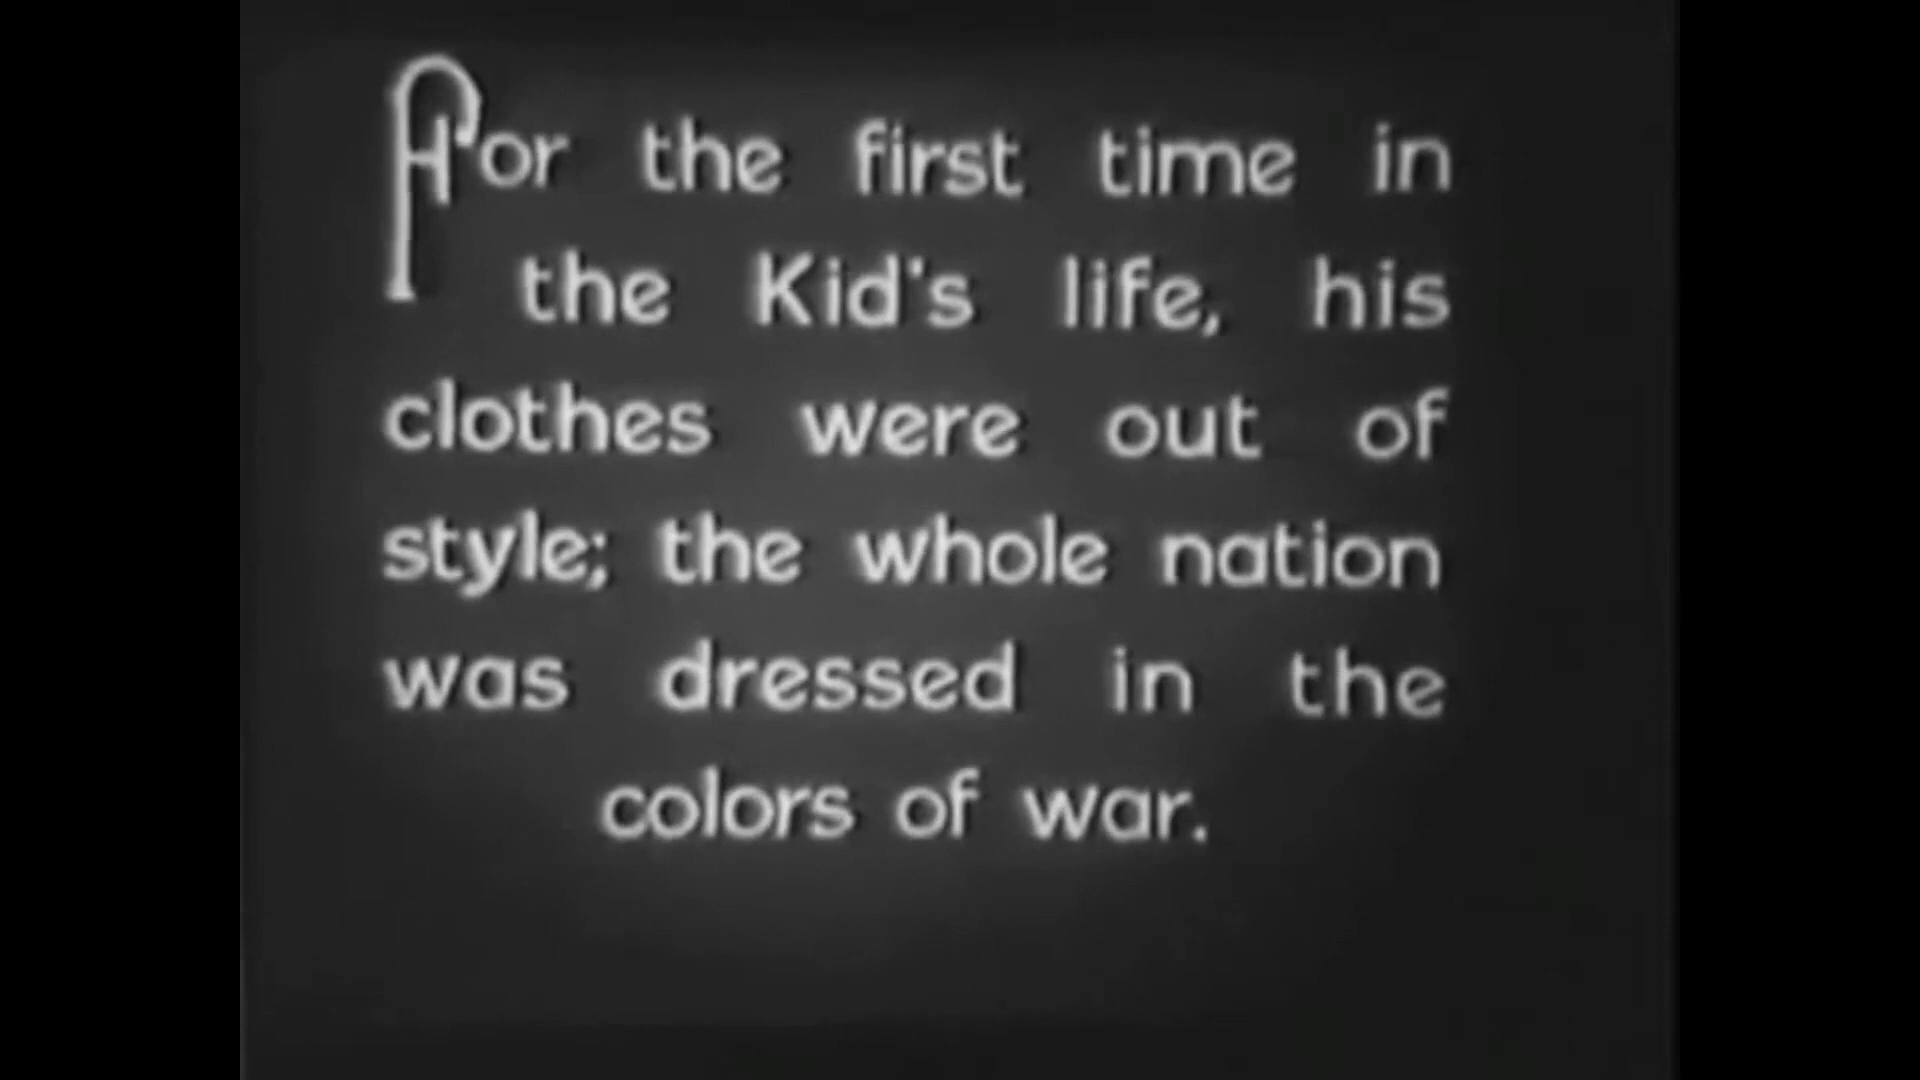 For the first time in
the Kid's life, his
clothes were out of
style; the whole nation
was dressed in the
colors of war.